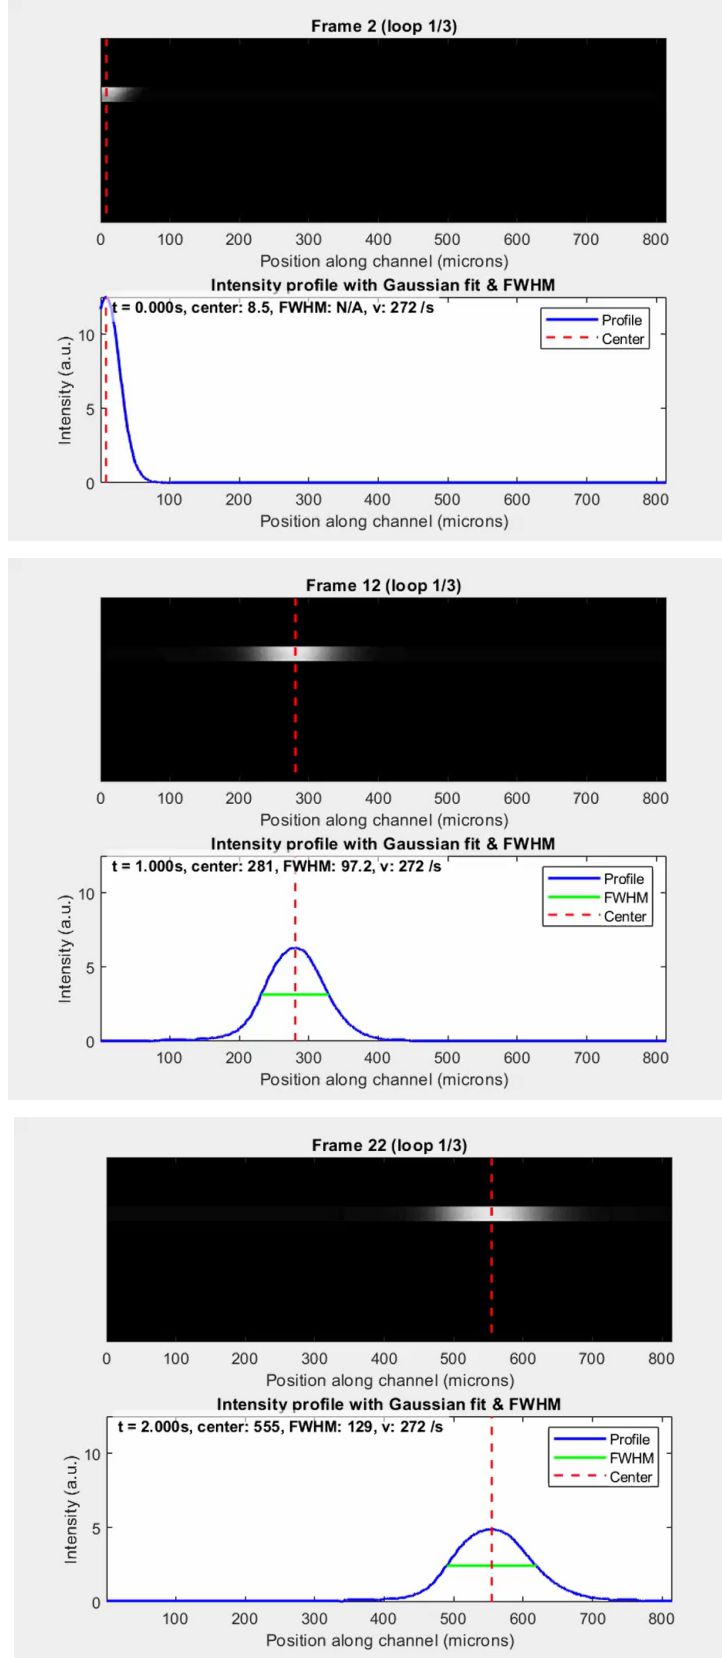 Frame 2 (loop 1/3)
0 100 200 300 400 500 600 700 800
Position along channel (microns)
Intensity profile with Gaussian fit & FWHM
t = 0.000s, center: 8.5, FWHM: N/A, v: 272 /s
Profile
Center
Intensity (a.u.)
10
5
0
100 200 300 400 500 600 700 800
Position along channel (microns)
Frame 12 (loop 1/3)
0 100 200 300 400 500 600 700 800
Position along channel (microns)
Intensity profile with Gaussian fit & FWHM
t = 1.000s, center: 281, FWHM: 97.2, v: 272 /s
Profile
FWHM
Center
Intensity (a.u.)
10
5
0
100 200 300 400 500 600 700 800
Position along channel (microns)
Frame 22 (loop 1/3)
0 100 200 300 400 500 600 700 800
Position along channel (microns)
Intensity profile with Gaussian fit & FWHM
t = 2.000s, center: 555, FWHM: 129, v: 272 /s
Profile
FWHM
Center
Intensity (a.u.)
10
5
0
100 200 300 400 500 600 700 800
Position along channel (microns)